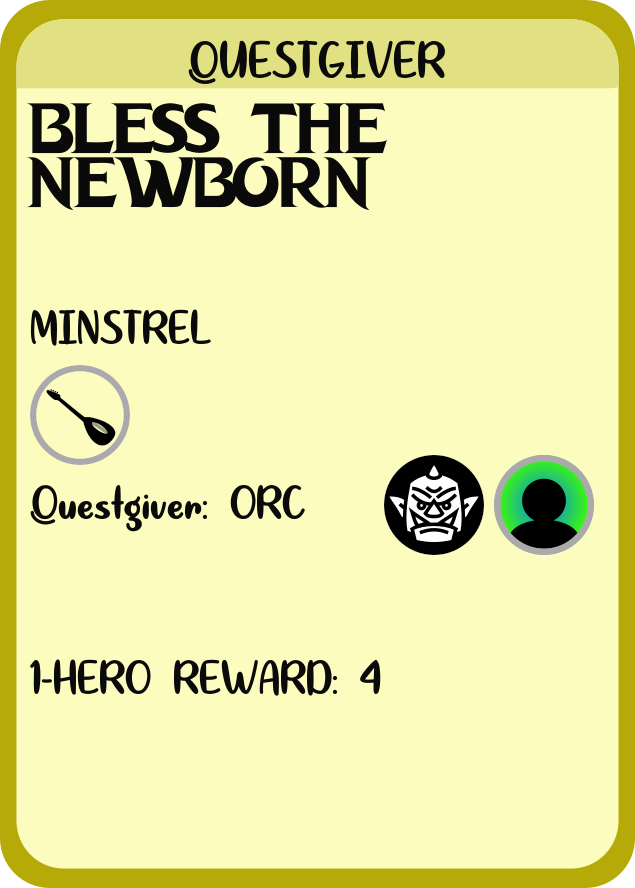 QUESTGIVER
BLESS THE
NEWBORN
MINSTREL
Questgiver: ORC
1-HERO REWARD: 4